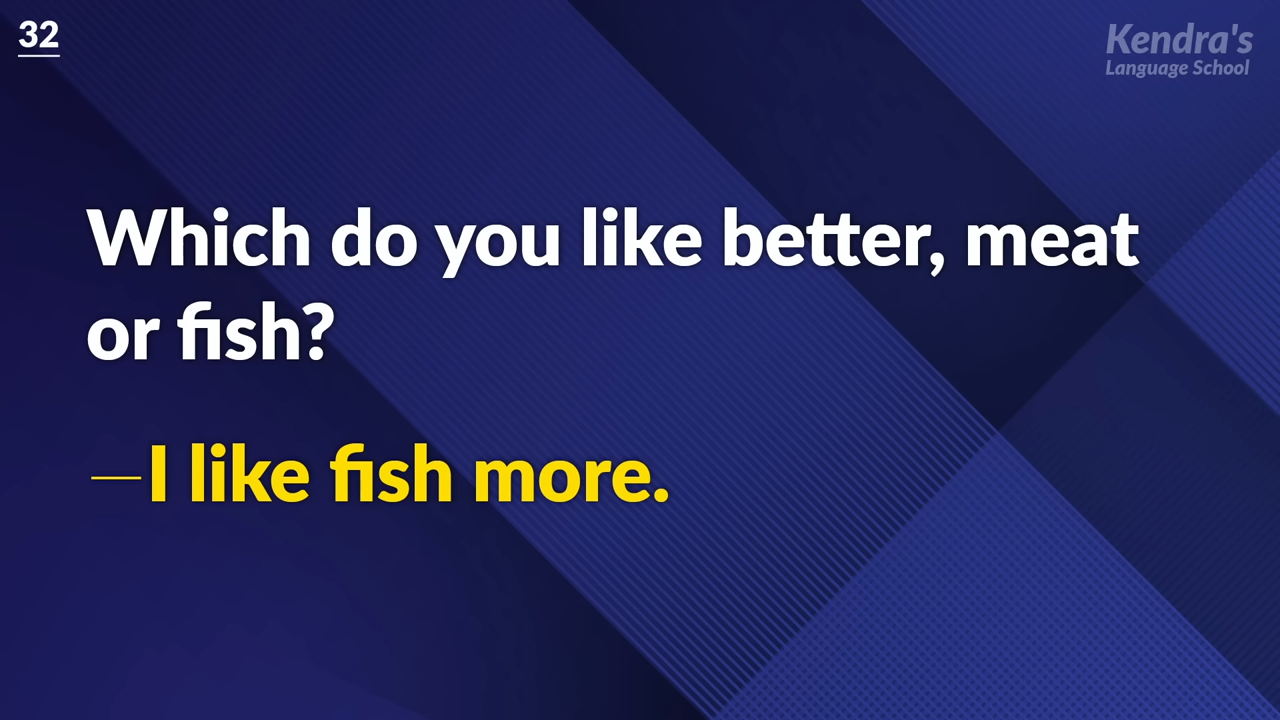 32
Kendra's
Language School
Which do you like better, meat
or fish?
—I like fish more.